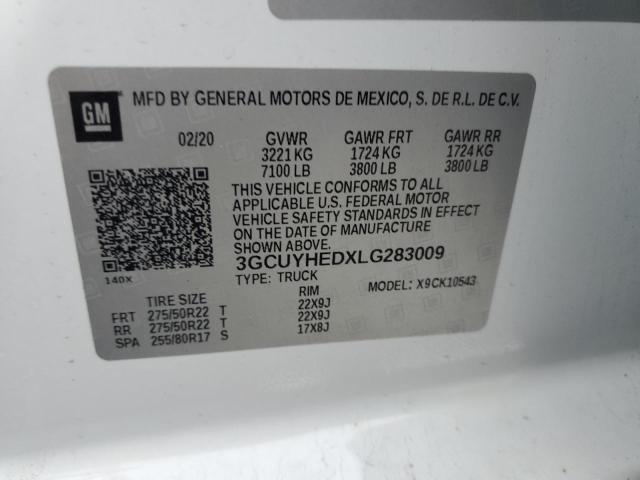 GM
MFD BY GENERAL MOTORS DE MEXICO, S. DE R.L. DE C.V.
02/20 GVWR GAWR FRT GAWR RR
3221 KG 1724 KG 1724 KG
7100 LB 3800 LB 3800 LB
THIS VEHICLE CONFORMS TO ALL
APPLICABLE U.S. FEDERAL MOTOR
VEHICLE SAFETY STANDARDS IN EFFECT
ON THE DATE OF MANUFACTURE
SHOWN ABOVE.
3GCUYHEDXLG283009
140X TYPE: TRUCK MODEL: X9CK10543
TIRE SIZE RIM
FRT 275/50R22 T 22X9J
RR 275/50R22 T 22X9J
SPA 255/80R17 S 17X8J